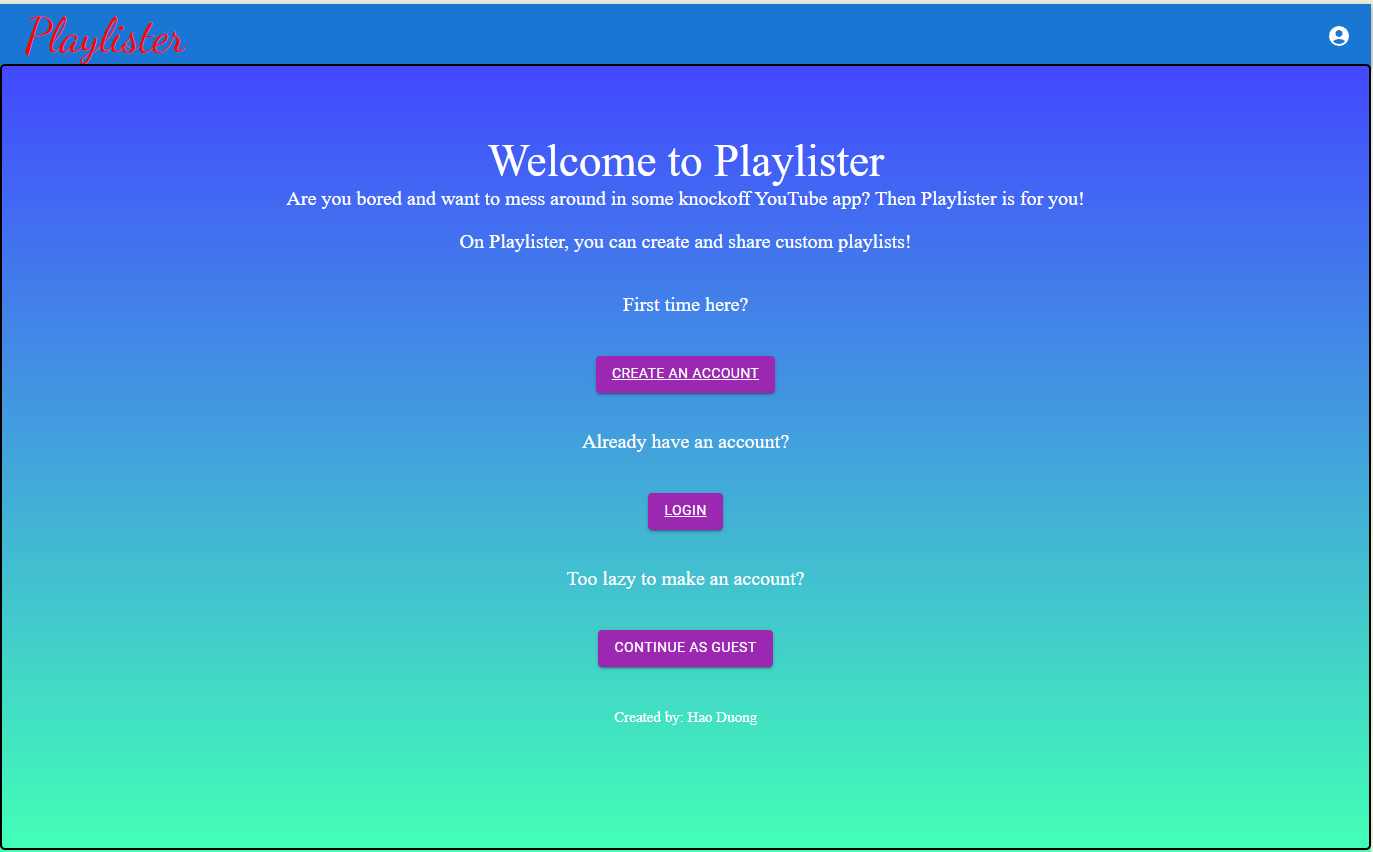 Playlister
Welcome to Playlister
Are you bored and want to mess around in some knockoff YouTube app? Then Playlister is for you!
On Playlister, you can create and share custom playlists!
First time here?
CREATE AN ACCOUNT
Already have an account?
LOGIN
Too lazy to make an account?
CONTINUE AS GUEST
Created by: Hao Duong